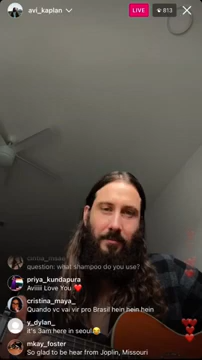 avi_kaplan
LIVE
813
question: what shampoo do you use?
priya_kundapura
Aviiiii Love You ❤️
cristina_maya_
Quando vc vai vir pro Brasil hein hein hein
y_dylan_
it's 3am here in seoul😂
mkay_foster
So glad to be hear from Joplin, Missouri